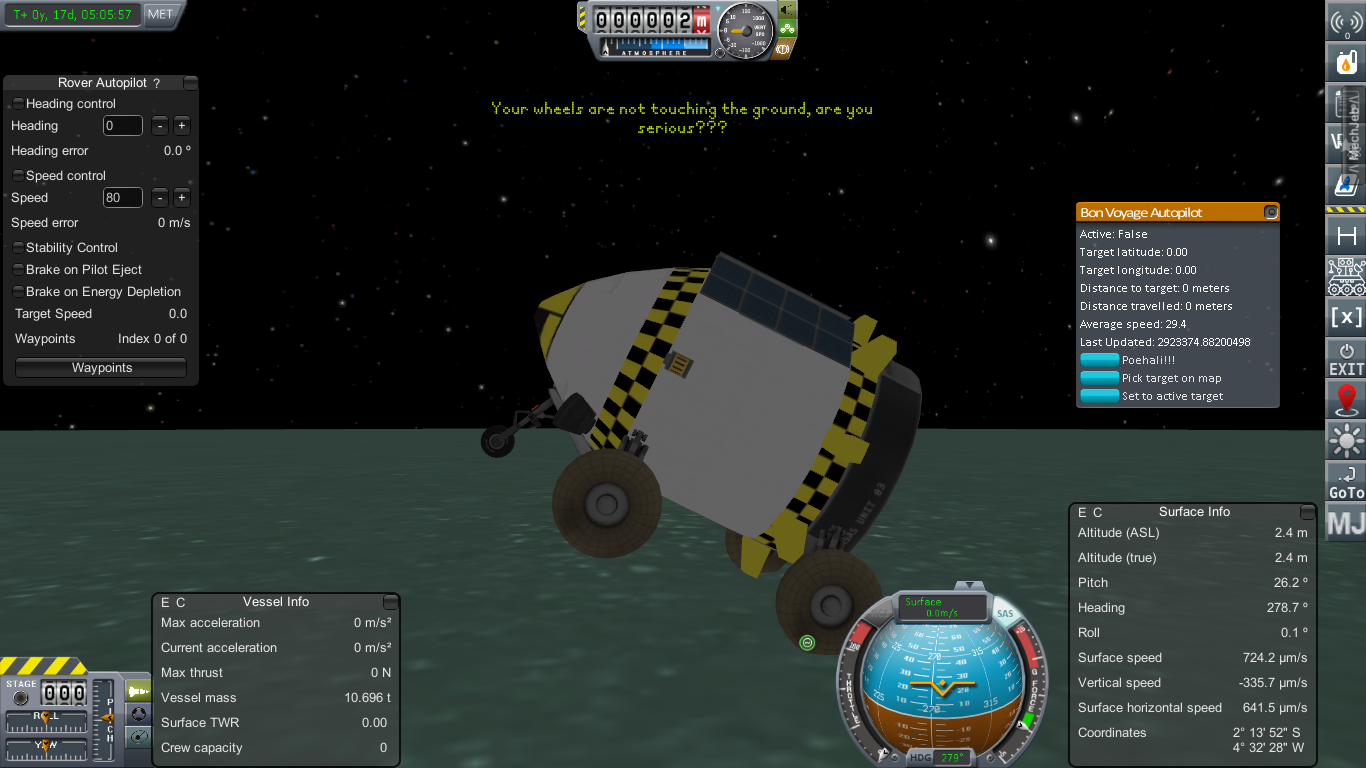 T+ 0y, 17d, 05:05:57 MET
000002m
ATMOSPHERE
Rover Autopilot ?
Heading control
Heading 0 - +
Heading error 0.0 º
Speed control
Speed 80 - +
Speed error 0 m/s
Stability Control
Brake on Pilot Eject
Brake on Energy Depletion
Target Speed 0.0
Waypoints Index 0 of 0
Waypoints
Your wheels are not touching the ground, are you
serious???
Bon Voyage Autopilot
Active: False
Target latitude: 0.00
Target longitude: 0.00
Distance to target: 0 meters
Distance travelled: 0 meters
Average speed: 29.4
Last Updated: 2923374.88200498
Poehali!!!
Pick target on map
Set to active target
0
MechJeb
H
[x]
EXIT
GoTo
MJ
E C Vessel Info
Max acceleration 0 m/s²
Current acceleration 0 m/s²
Max thrust 0 N
Vessel mass 10.696 t
Surface TWR 0.00
Crew capacity 0
STAGE 000
ROLL
YAW
PITCH
Surface
0.0m/s
SAS
THROTTLE
G FORCE
HDG 279°
E C Surface Info
Altitude (ASL) 2.4 m
Altitude (true) 2.4 m
Pitch 26.2 º
Heading 278.7 º
Roll 0.1 º
Surface speed 724.2 µm/s
Vertical speed -335.7 µm/s
Surface horizontal speed 641.5 µm/s
Coordinates 2° 13' 52" S
4° 32' 28" W